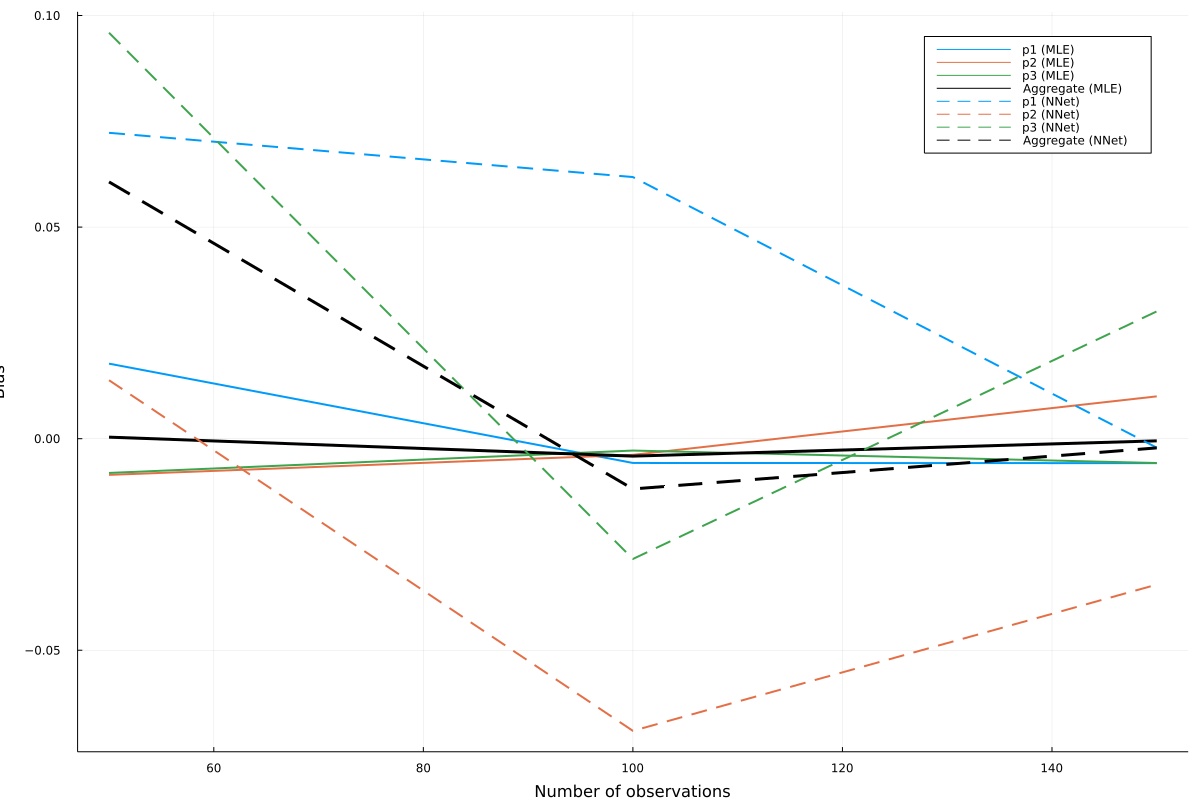 0.10
0.05
0.00
−0.05
60
80
100
120
140
Number of observations
p1 (MLE)
p2 (MLE)
p3 (MLE)
Aggregate (MLE)
p1 (NNet)
p2 (NNet)
p3 (NNet)
Aggregate (NNet)